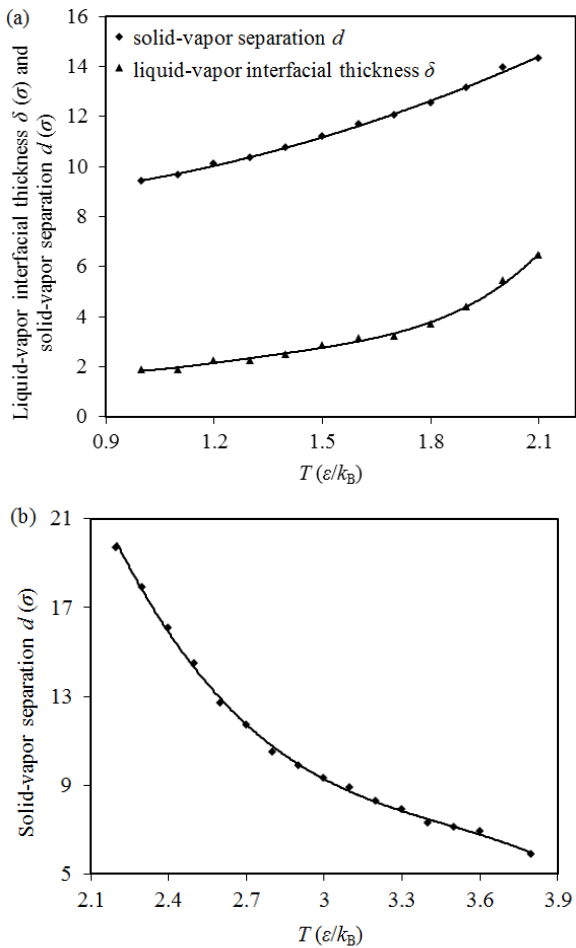 (a)
16
14
12
10
8
6
4
2
0
Liquid-vapor interfacial thickness δ (σ) and
solid-vapor separation d (σ)
solid-vapor separation d
liquid-vapor interfacial thickness δ
0.9 1.2 1.5 1.8 2.1
T (ε/kB)
(b)
21
17
13
9
5
Solid-vapor separation d (σ)
2.1 2.4 2.7 3 3.3 3.6 3.9
T (ε/kB)